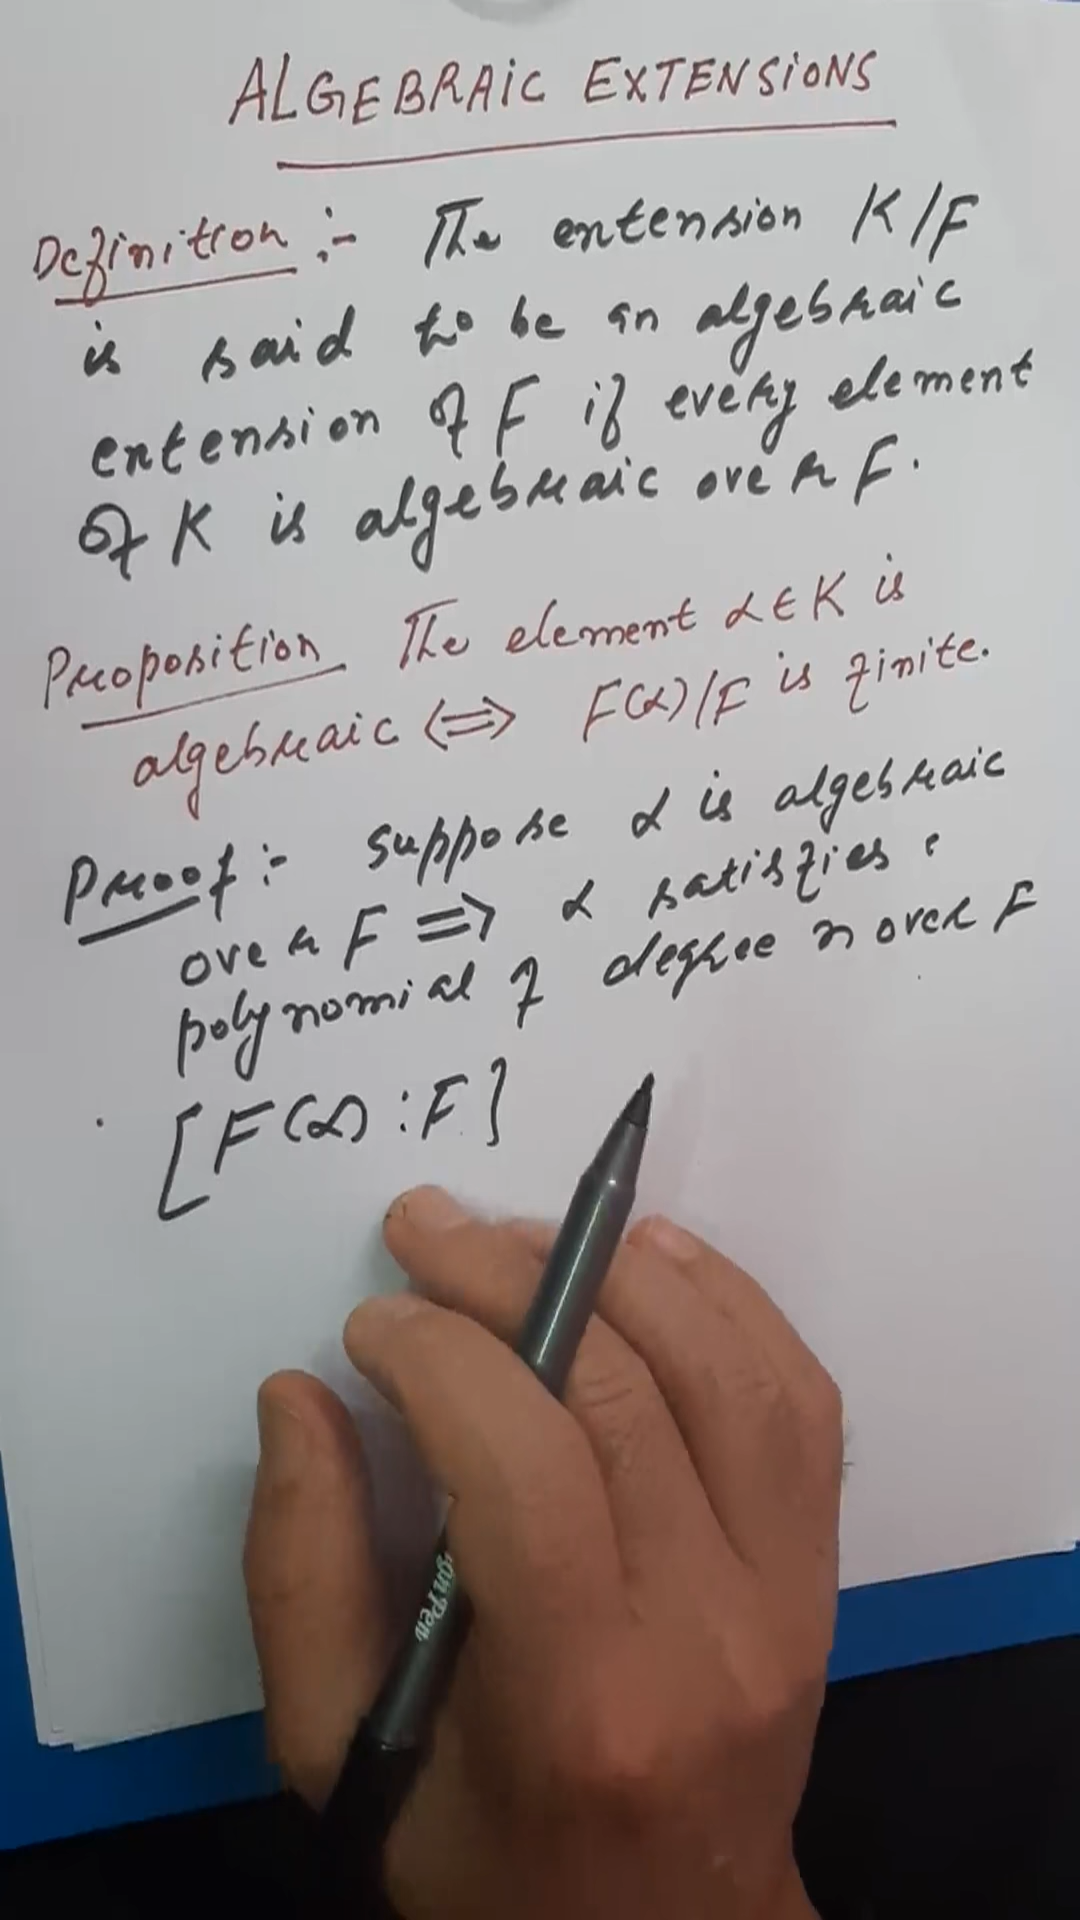 ALGEBRAIC EXTENSIONS
Definition :- The extension K/F
is said to be an algebraic
extension of F if every element
of K is algebraic over F.
Proposition The element α∈K is
algebraic <=> F(α)/F is finite.
Proof :- suppose α is algebraic
over F => α satisfies a
polynomial of degree n over F
[F(α) : F]